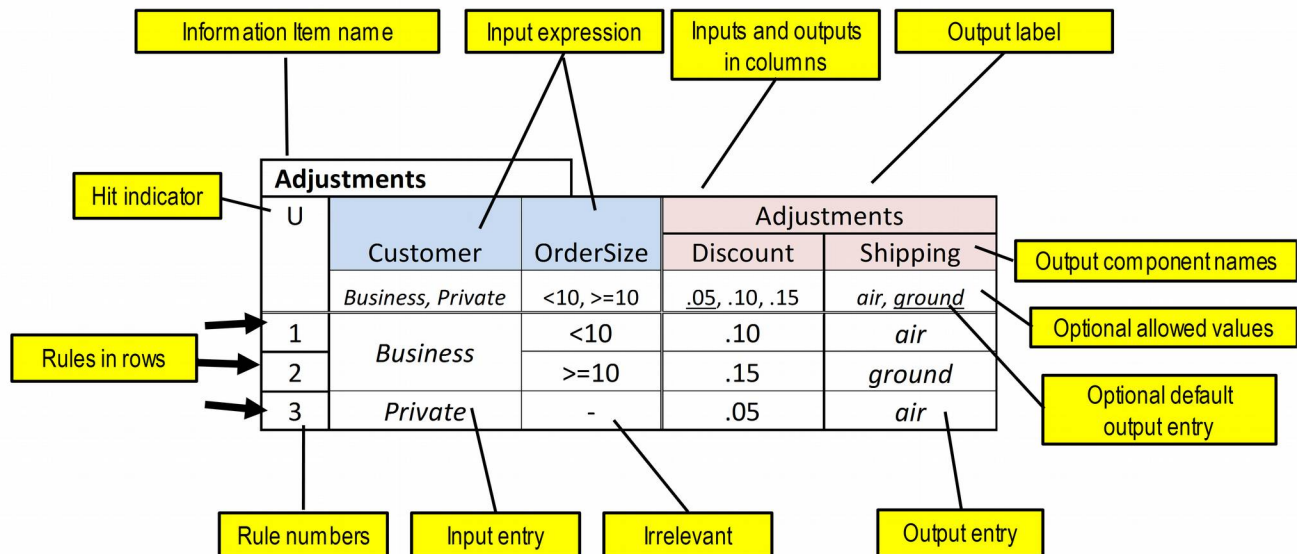 Information Item name
Input expression
Inputs and outputs
in columns
Output label
Hit indicator
Adjustments
U
Adjustments
Customer
OrderSize
Discount
Shipping
Output component names
Business, Private
<10, >=10
.05, .10, .15
air, ground
Optional allowed values
Rules in rows
1
Business
<10
.10
air
2
>=10
.15
ground
Optional default
output entry
3
Private
-
.05
air
Rule numbers
Input entry
Irrelevant
Output entry